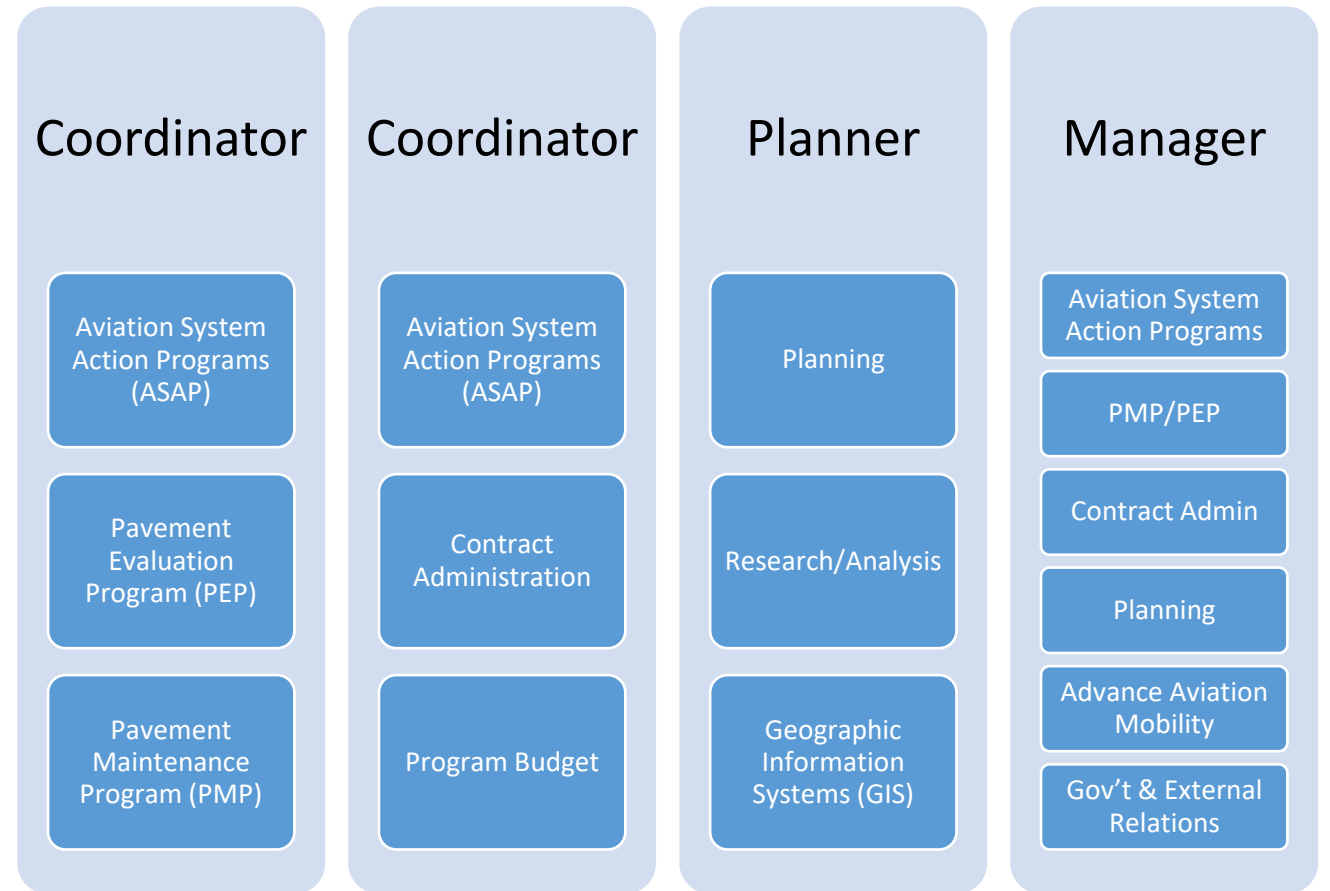 Coordinator
Aviation System
Action Programs
(ASAP)
Pavement
Evaluation
Program (PEP)
Pavement
Maintenance
Program (PMP)
Coordinator
Aviation System
Action Programs
(ASAP)
Contract
Administration
Program Budget
Planner
Planning
Research/Analysis
Geographic
Information
Systems (GIS)
Manager
Aviation System
Action Programs
PMP/PEP
Contract Admin
Planning
Advance Aviation
Mobility
Gov’t & External
Relations